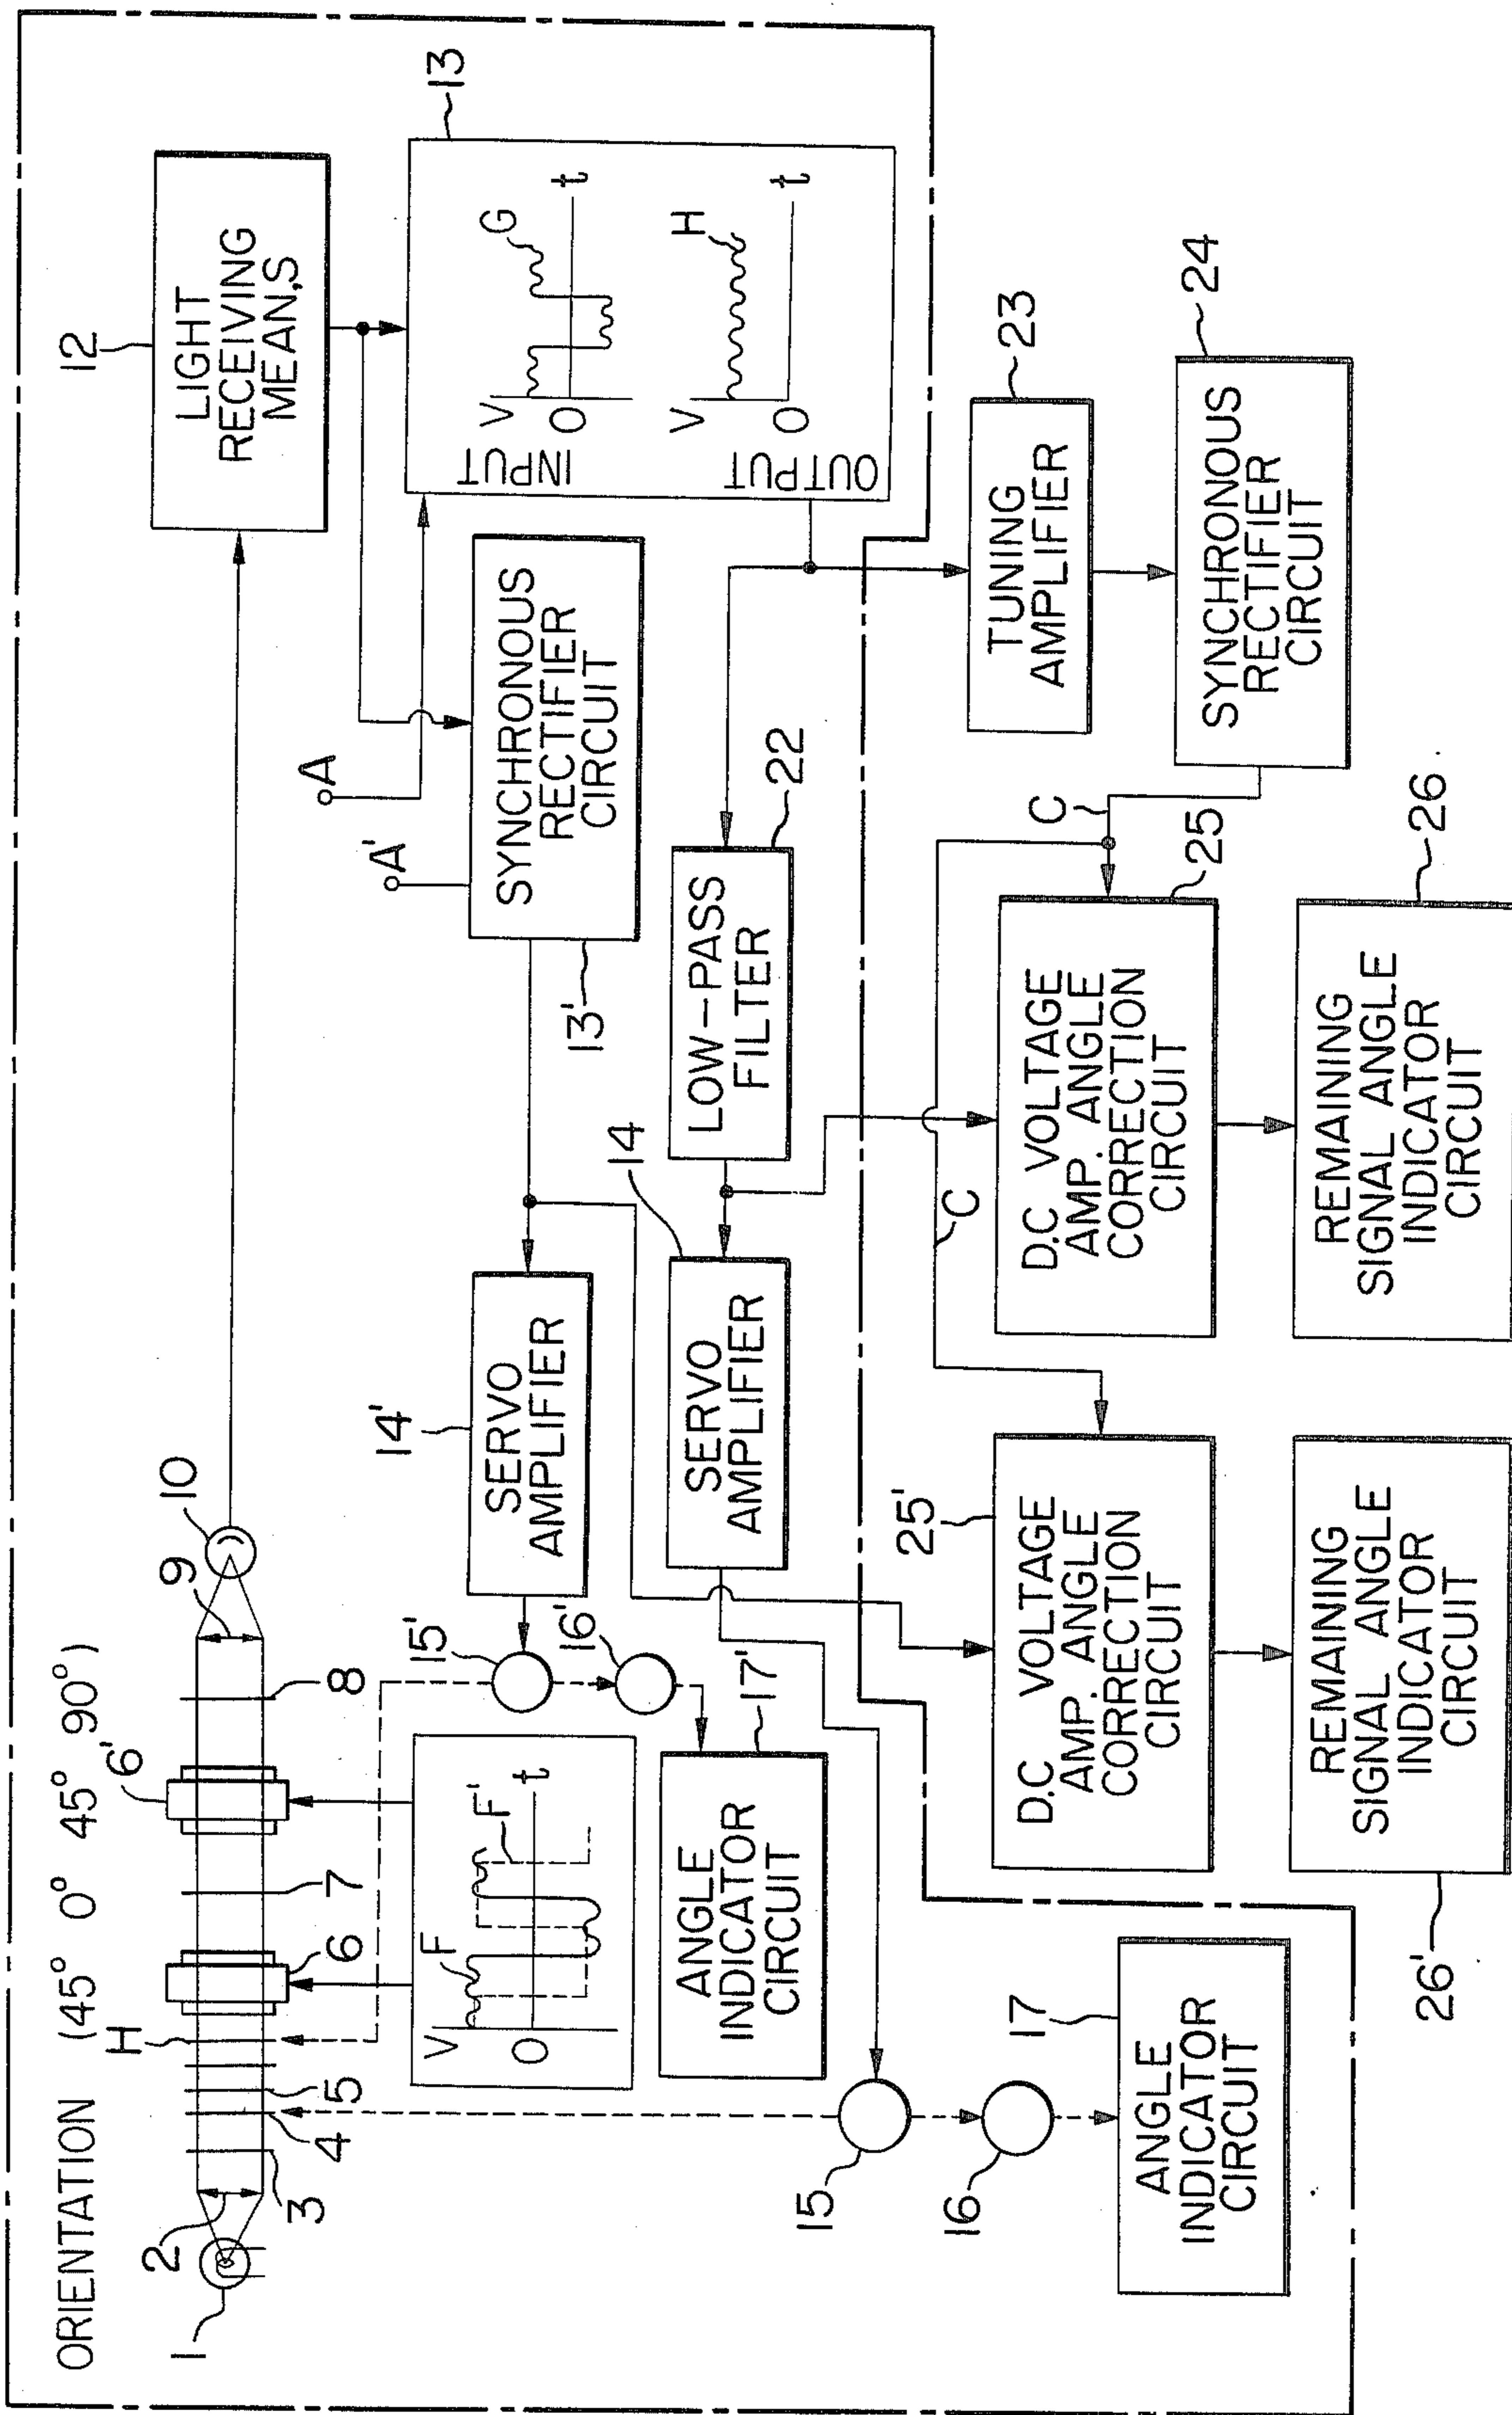 ORIENTATION (45° 0° 45° 90°)
H
6'
1
2
3
4
5
6
7
8
9
10
12
LIGHT
RECEIVING
MEAN,S
13
V
G
O
t
INPUT
V
H
O
t
OUTPUT
A
A'
SYNCHRONOUS
RECTIFIER
CIRCUIT
13'
V
F
F'
O
t
14'
SERVO
AMPLIFIER
15'
16'
17'
ANGLE
INDICATOR
CIRCUIT
14
SERVO
AMPLIFIER
22
LOW-PASS
FILTER
15
16
17
ANGLE
INDICATOR
CIRCUIT
23
TUNING
AMPLIFIER
24
SYNCHRONOUS
RECTIFIER
CIRCUIT
C
C
25'
D.C VOLTAGE
AMP. ANGLE
CORRECTION
CIRCUIT
25
D.C VOLTAGE
AMP. ANGLE
CORRECTION
CIRCUIT
26'
REMAINING
SIGNAL ANGLE
INDICATOR
CIRCUIT
26
REMAINING
SIGNAL ANGLE
INDICATOR
CIRCUIT